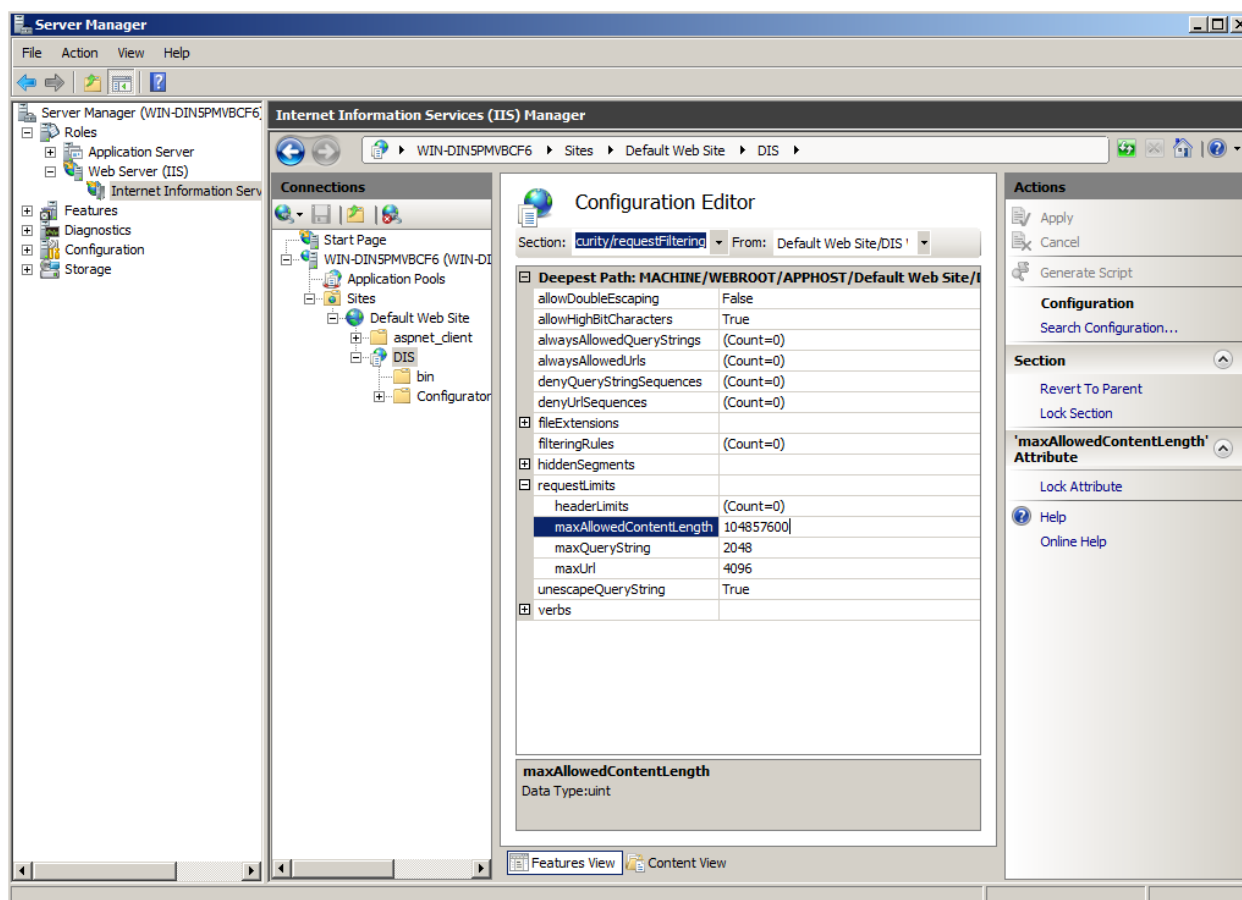 Server Manager
File Action View Help
Server Manager (WIN-DIN5PMVBCF6)
Roles
Application Server
Web Server (IIS)
Internet Information Serv
Features
Diagnostics
Configuration
Storage
Internet Information Services (IIS) Manager
WIN-DIN5PMVBCF6 Sites Default Web Site DIS
Connections
Start Page
WIN-DIN5PMVBCF6 (WIN-DI
Application Pools
Sites
Default Web Site
aspnet_client
DIS
bin
Configurator
Configuration Editor
Section: curity/requestFiltering From: Default Web Site/DIS '
Deepest Path: MACHINE/WEBROOT/APPHOST/Default Web Site/
allowDoubleEscaping False
allowHighBitCharacters True
alwaysAllowedQueryStrings (Count=0)
alwaysAllowedUrls (Count=0)
denyQueryStringSequences (Count=0)
denyUrlSequences (Count=0)
fileExtensions
filteringRules (Count=0)
hiddenSegments
requestLimits
headerLimits (Count=0)
maxAllowedContentLength 104857600
maxQueryString 2048
maxUrl 4096
unescapeQueryString True
verbs
maxAllowedContentLength
Data Type:uint
Features View Content View
Actions
Apply
Cancel
Generate Script
Configuration
Search Configuration...
Section
Revert To Parent
Lock Section
'maxAllowedContentLength'
Attribute
Lock Attribute
Help
Online Help